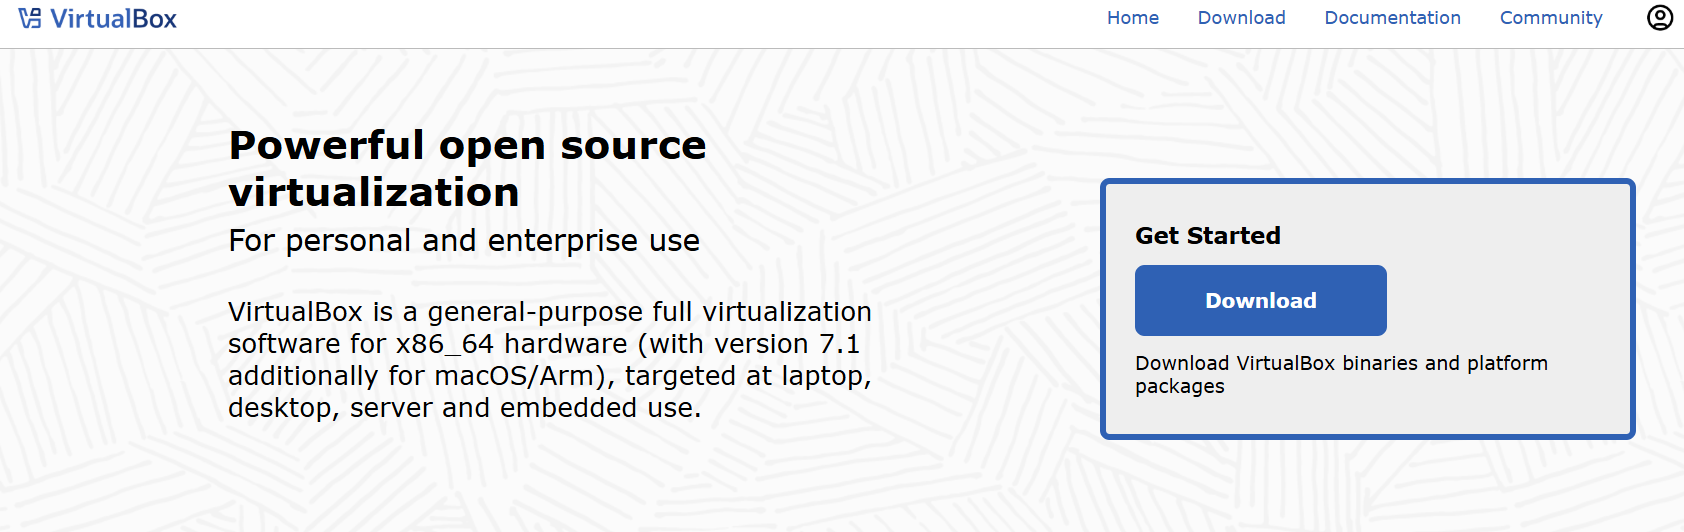 VirtualBox
Home
Download
Documentation
Community
Powerful open source
virtualization
For personal and enterprise use
VirtualBox is a general-purpose full virtualization
software for x86_64 hardware (with version 7.1
additionally for macOS/Arm), targeted at laptop,
desktop, server and embedded use.
Get Started
Download
Download VirtualBox binaries and platform
packages